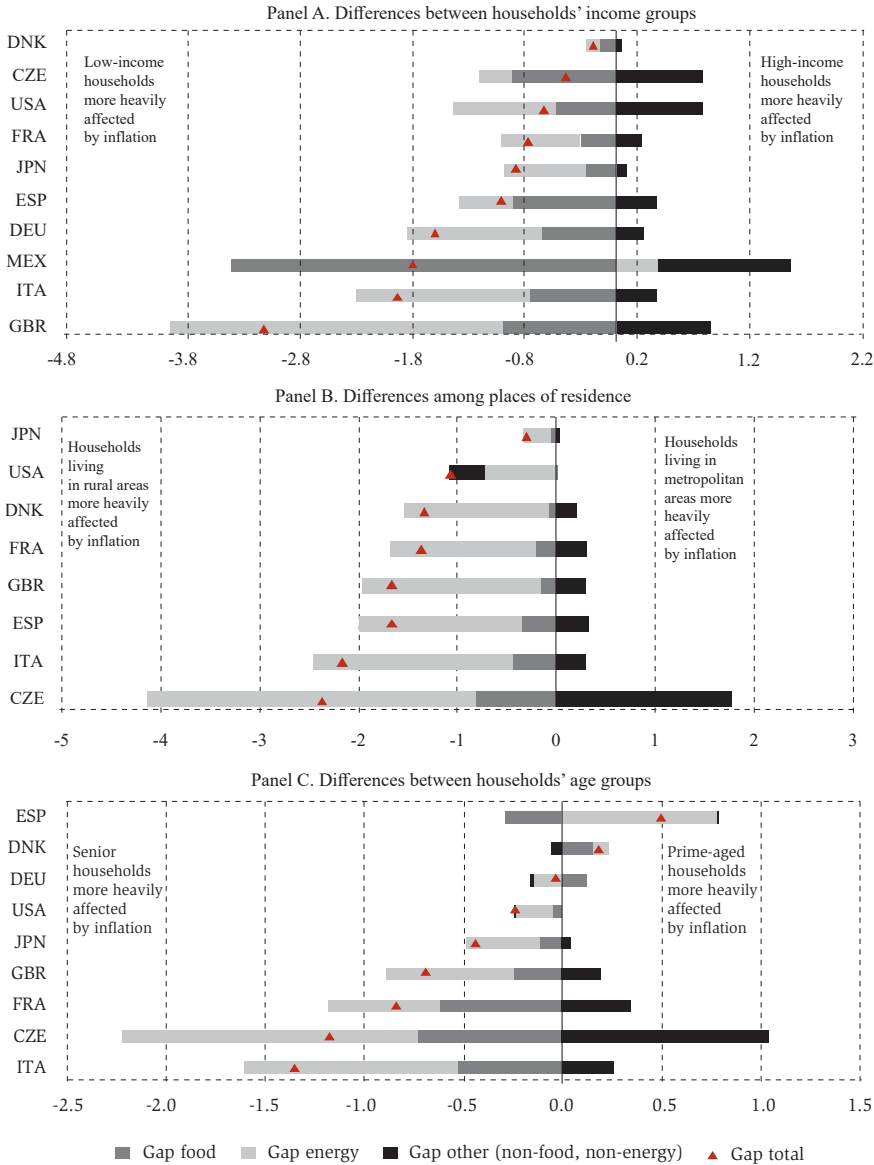 Panel A. Differences between households’ income groups
DNK
CZE
USA
FRA
JPN
ESP
DEU
MEX
ITA
GBR
Low-income
households
more heavily
affected
by inflation
High-income
households
more heavily
affected
by inflation
-4.8 -3.8 -2.8 -1.8 -0.8 0.2 1.2 2.2
Panel B. Differences among places of residence
JPN
USA
DNK
FRA
GBR
ESP
ITA
CZE
Households
living
in rural areas
more heavily
affected
by inflation
Households
living in
metropolitan
areas more
heavily
affected
by inflation
-5 -4 -3 -2 -1 0 1 2 3
Panel C. Differences between households’ age groups
ESP
DNK
DEU
USA
JPN
GBR
FRA
CZE
ITA
Senior
households
more heavily
affected
by inflation
Prime-aged
households
more heavily
affected
by inflation
-2.5 -2.0 -1.5 -1.0 -0.5 0.0 0.5 1.0 1.5
Gap food Gap energy Gap other (non-food, non-energy) Gap total